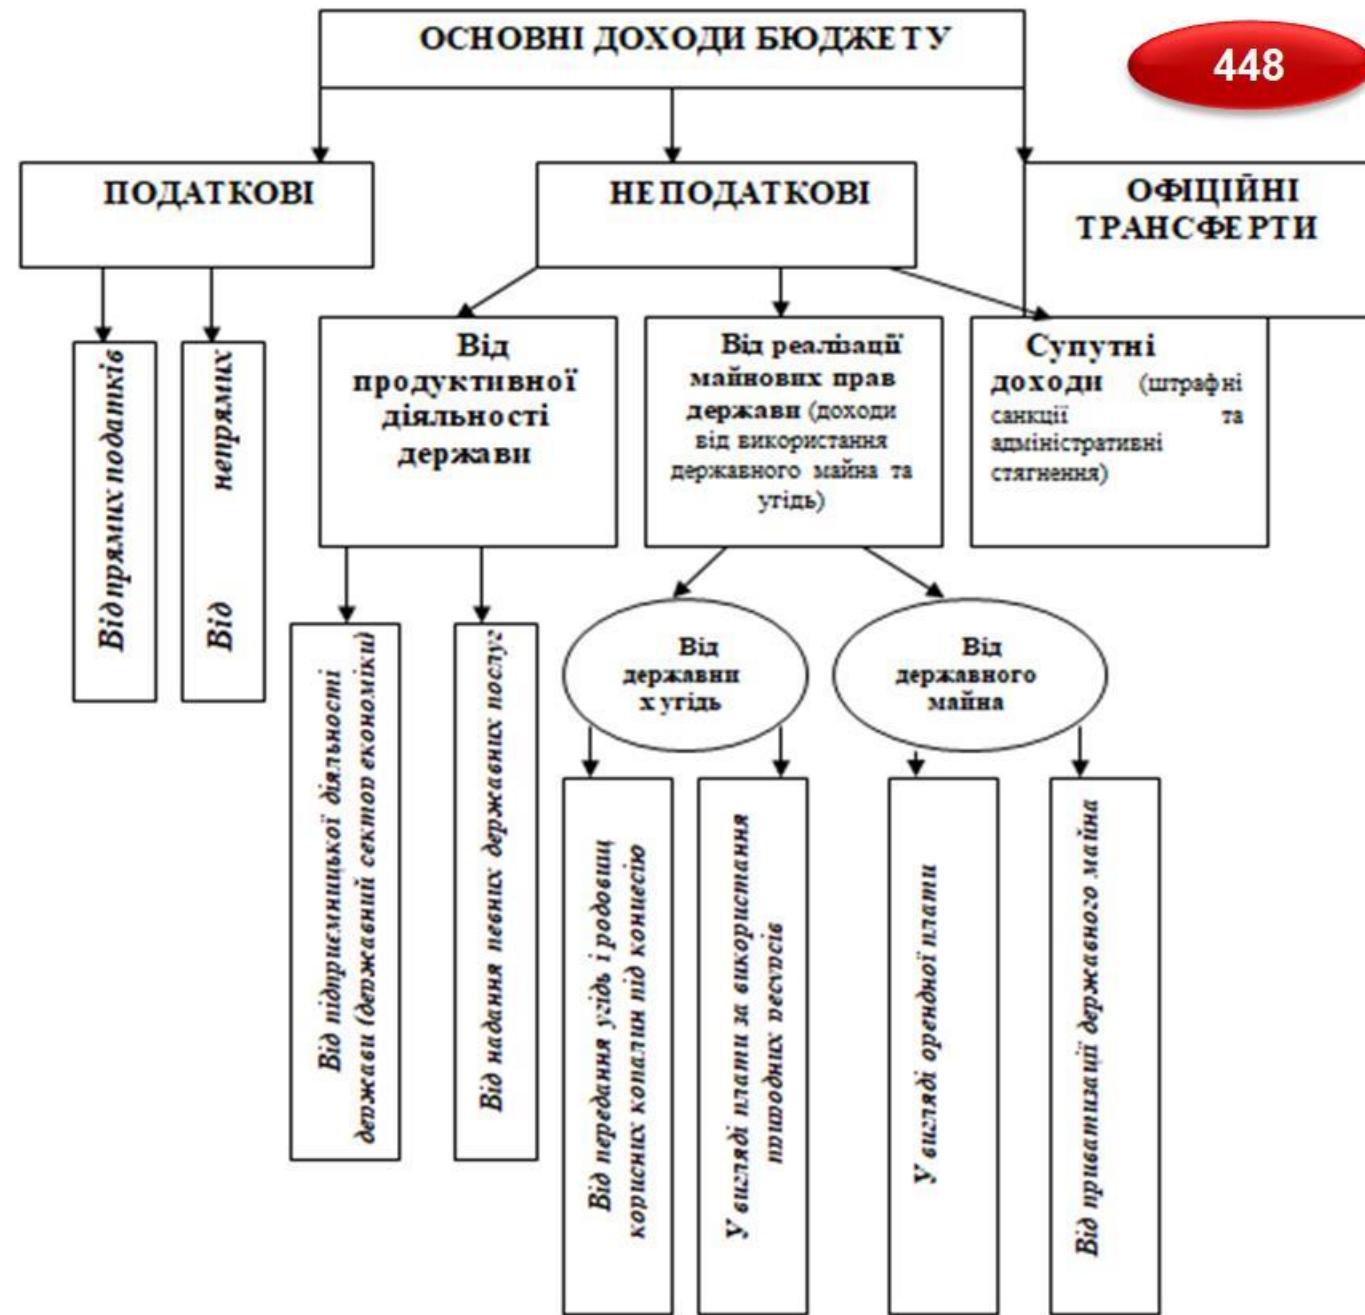 ОСНОВНІ ДОХОДИ БЮДЖЕТУ
448
ПОДАТКОВІ
НЕПОДАТКОВІ
ОФІЦІЙНІ
ТРАНСФЕРТИ
Від прямих податків
Від непрямих
Від
продуктивної
діяльності
держави
Від реалізації
майнових прав
держави (доходи
від використання
державного майна та
угідь)
Супутні
доходи (штрафні
санкції та
адміністративні
стягнення)
Від підприємницької діяльності
держави (державний сектор економіки)
Від надання певних державних послуг
Від
державни
х угідь
Від
державного
майна
Від передання угідь і родовищ
корисних копалин під концесію
У вигляді плати за використання
природних ресурсів
У вигляді орендної плати
Від приватизації державного майна